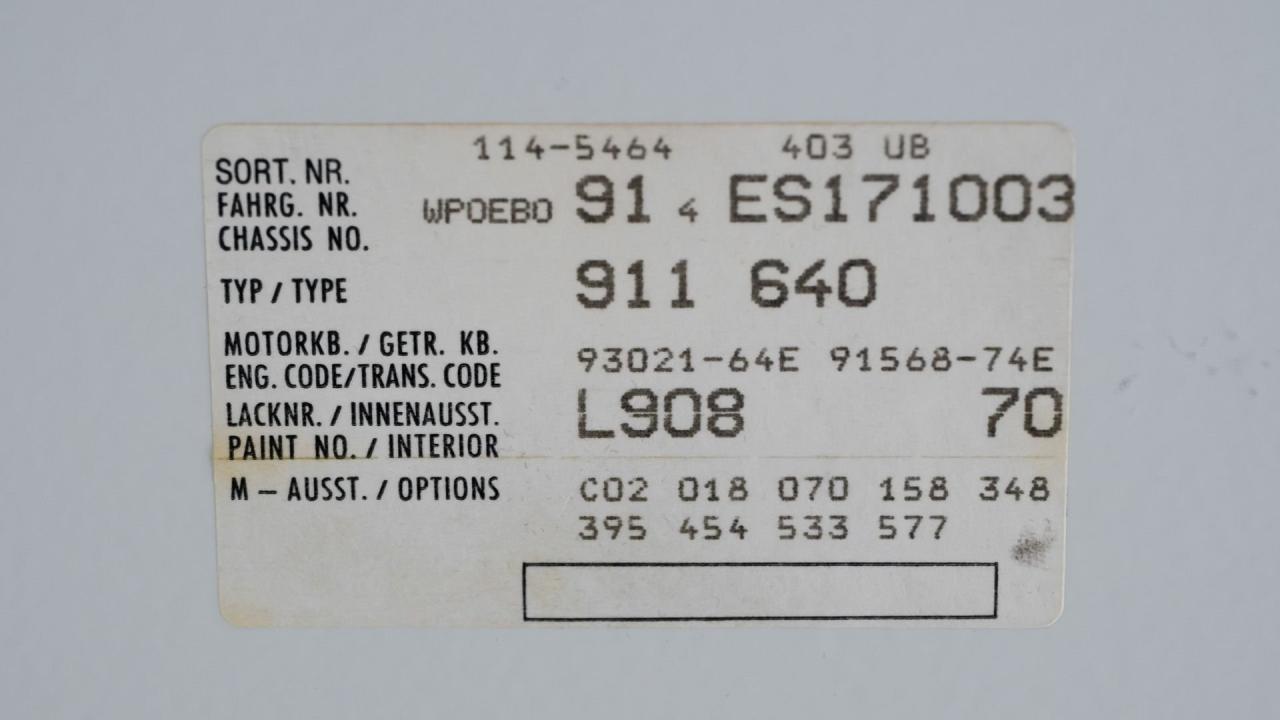 114-5464 403 UB
SORT. NR.
FAHRG. NR.
CHASSIS NO.
WPOEBO 91 4 ES171003
TYP / TYPE 911 640
MOTORKB. / GETR. KB.
ENG. CODE/TRANS. CODE
93021-64E 91568-74E
LACKNR. / INNENAUSST.
PAINT NO. / INTERIOR
L908 70
M – AUSST. / OPTIONS C02 018 070 158 348
395 454 533 577